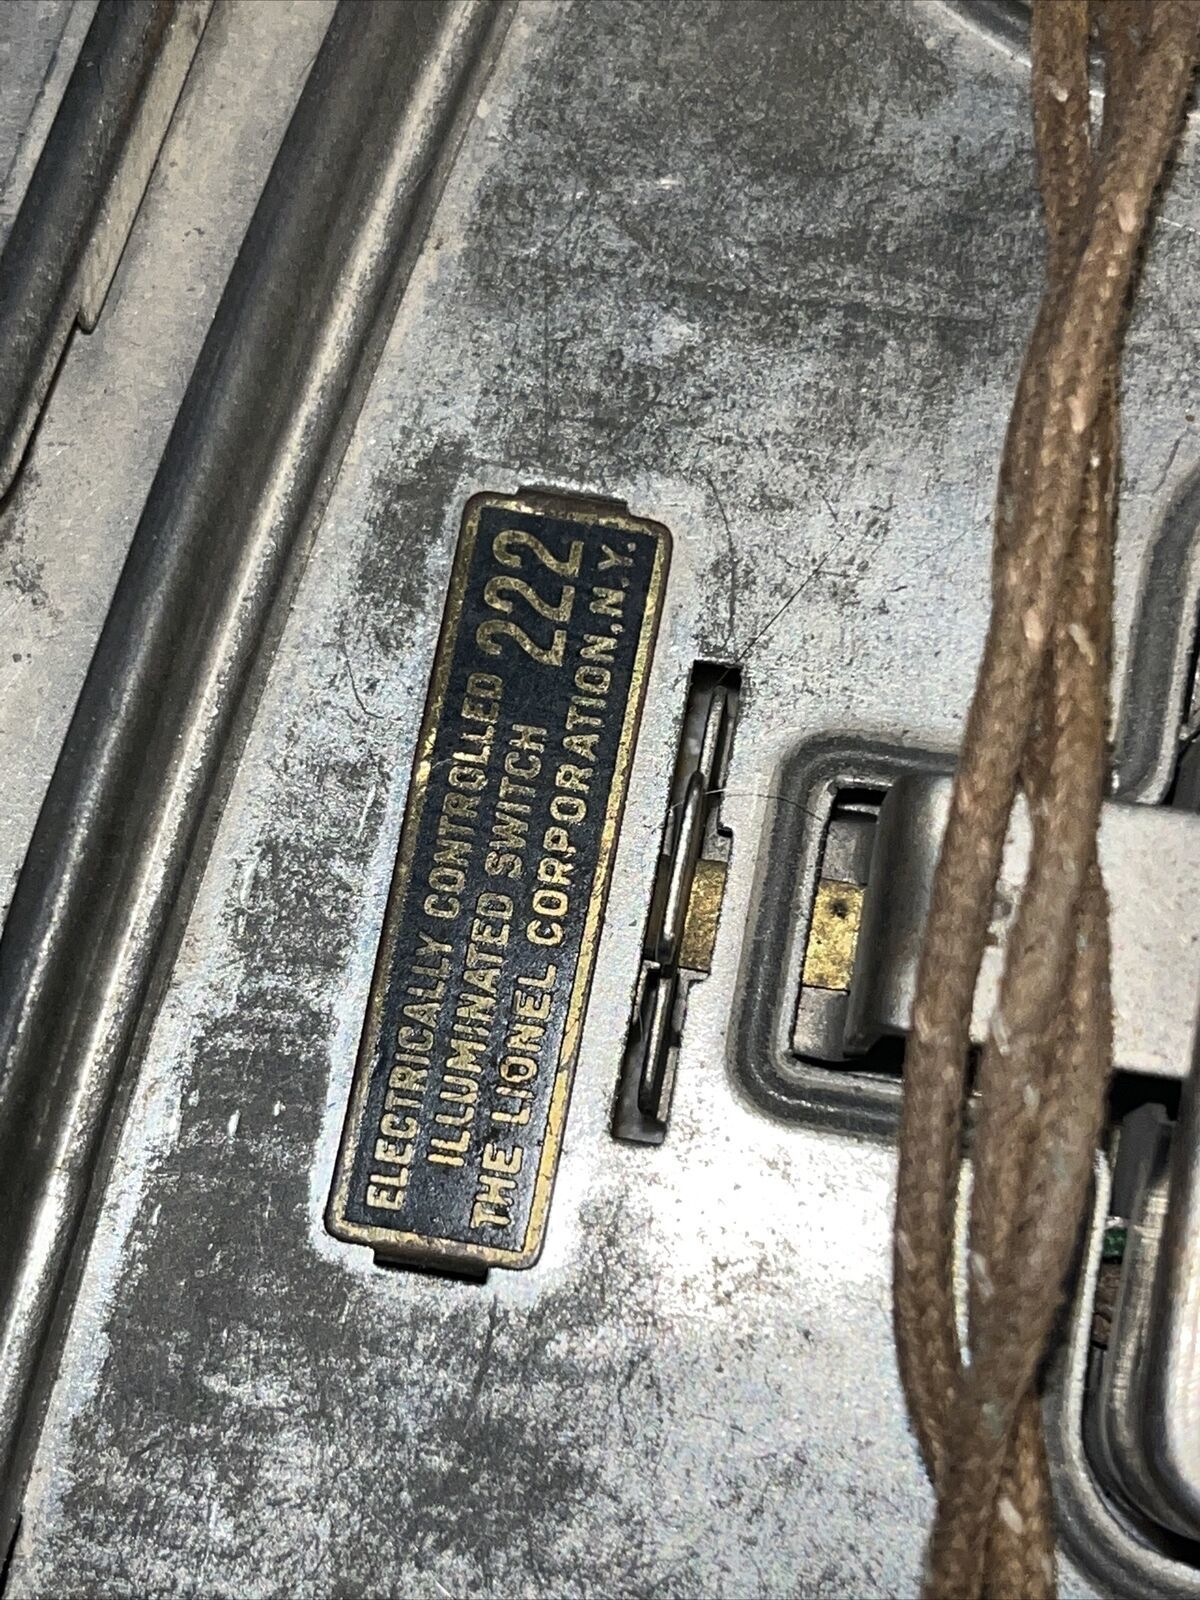 ELECTRICALLY CONTROLLED
ILLUMINATED SWITCH 222
THE LIONEL CORPORATION, N.Y.